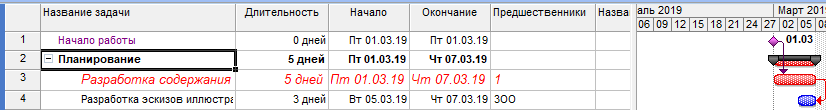 Название задачи Длительность Начало Окончание Предшественники Назва
аль 2019 Март 201
06 09 12 15 18 21 24 27 02 05 08
1 Начало работы 0 дней Пт 01.03.19 Пт 01.03.19 01.03
2 Планирование 5 дней Пт 01.03.19 Чт 07.03.19
3 Разработка содержания 5 дней Пт 01.03.19 Чт 07.03.19 1
4 Разработка эскизов иллюстра 3 дней Вт 05.03.19 Чт 07.03.19 3ОО